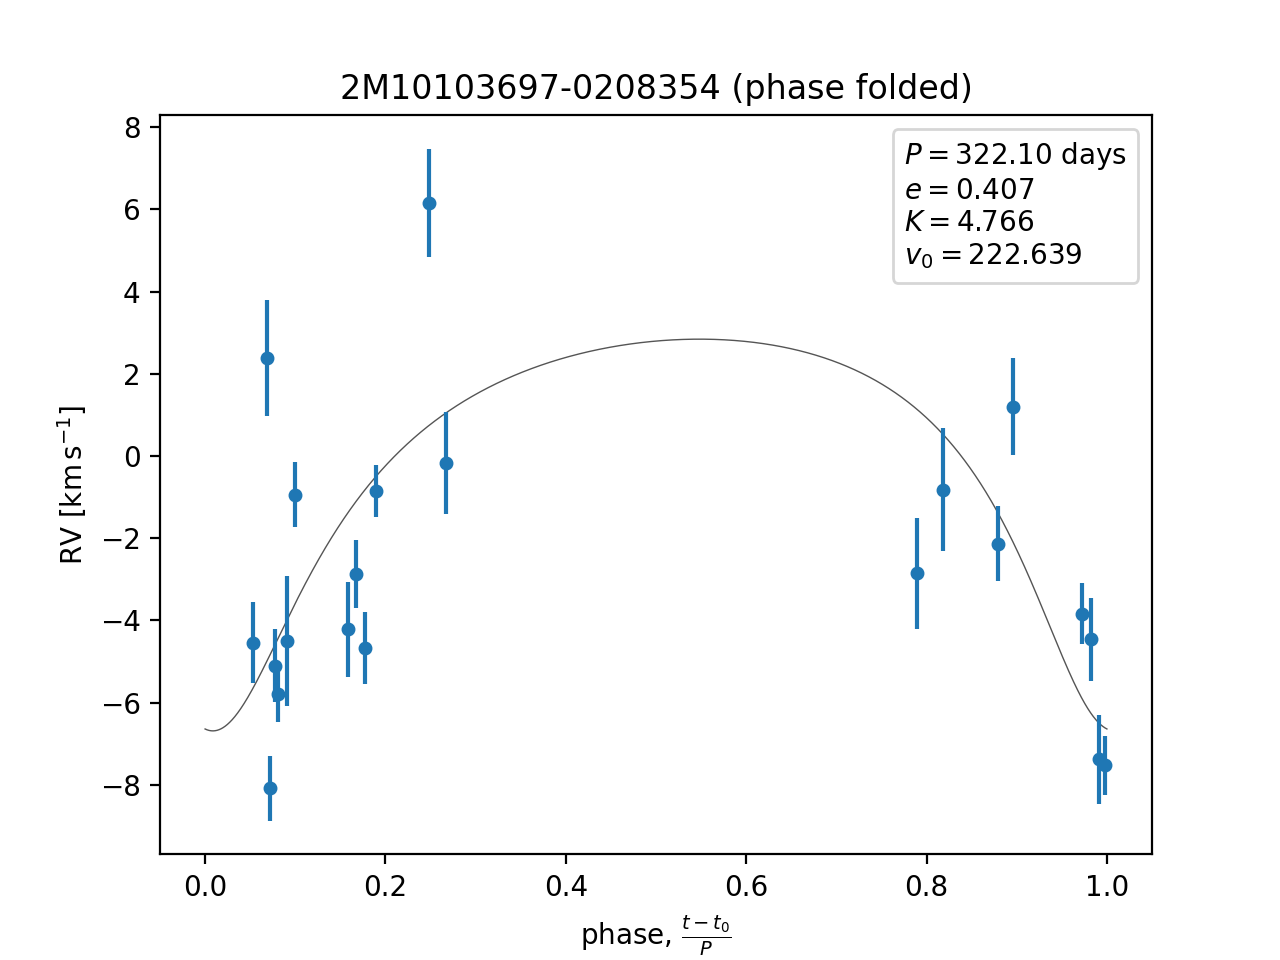 2M10103697-0208354 (phase folded)
P = 322.10 days
e = 0.407
K = 4.766
v₀ = 222.639
RV [km s⁻¹]
8
6
4
2
0
−2
−4
−6
−8
0.0 0.2 0.4 0.6 0.8 1.0
phase, (t − t₀)/P